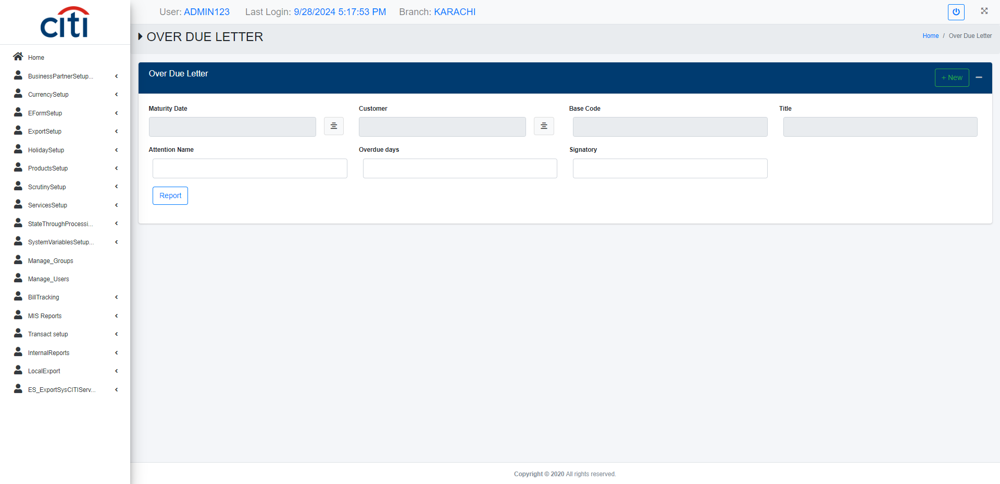 citi
User: ADMIN123 Last Login: 9/28/2024 5:17:53 PM Branch: KARACHI
OVER DUE LETTER
Home / Over Due Letter
Home
BusinessPartnerSetup...
CurrencySetup
EFormSetup
ExportSetup
HolidaySetup
ProductsSetup
ScrutinySetup
ServicesSetup
StateThroughProcessi...
SystemVariablesSetup...
Manage_Groups
Manage_Users
BillTracking
MIS Reports
Transact setup
InternalReports
LocalExport
ES_ExportSysCITIServ...
Over Due Letter
+ New
Maturity Date Customer Base Code Title
Attention Name Overdue days Signatory
Report
Copyright © 2020 All rights reserved.